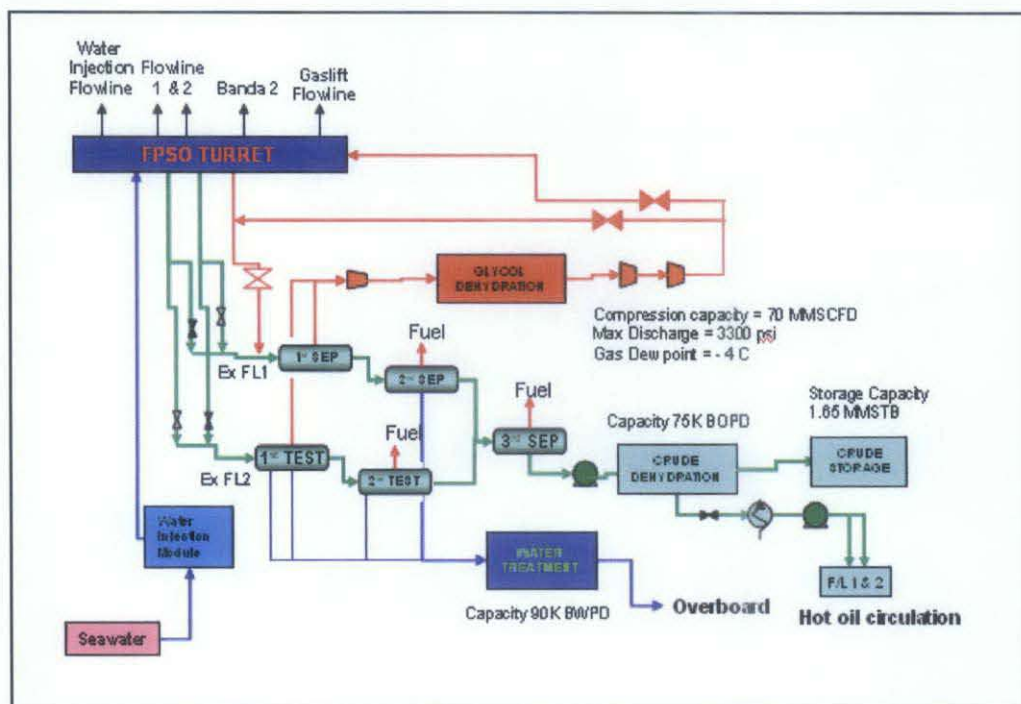 Water
Injection Flowline
Flowline 1 & 2
Banda 2
Gaslift
Flowline
FPSO TURRET
GLYCOL
DEHYDRATION
Compression capacity = 70 MMSCFD
Max Discharge = 3300 psi
Gas Dew point = - 4 C
Fuel
1st SEP
Ex FL1
2nd SEP
Fuel
Fuel
Storage Capacity
1.65 MMSTB
Capacity 75K BOPD
3rd SEP
1st TEST
Ex FL2
2nd TEST
CRUDE
DEHYDRATION
CRUDE
STORAGE
Water
Injection
Module
WATER
TREATMENT
F/L 1 & 2
Capacity 90K BWPD
Overboard
Hot oil circulation
Seawater